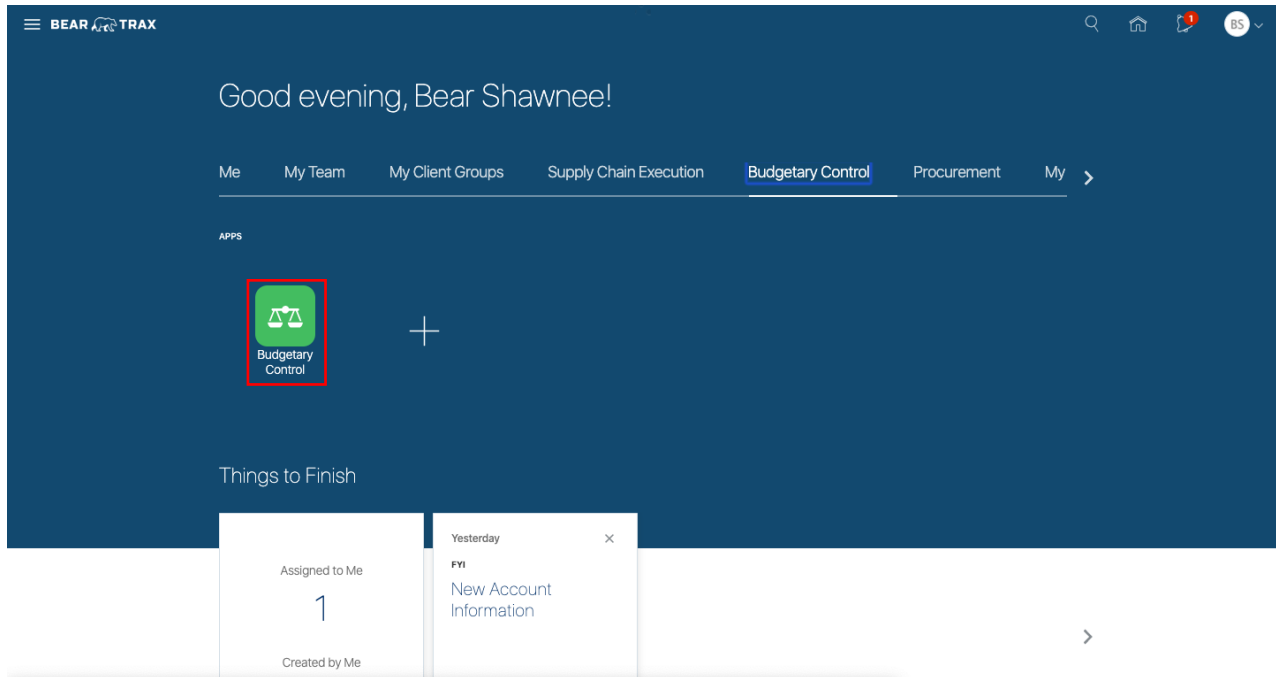 BEAR TRAX
1
BS
Good evening, Bear Shawnee!
Me My Team My Client Groups Supply Chain Execution Budgetary Control Procurement My
APPS
Budgetary
Control
Things to Finish
Assigned to Me
1
Created by Me
Yesterday
FYI
New Account
Information